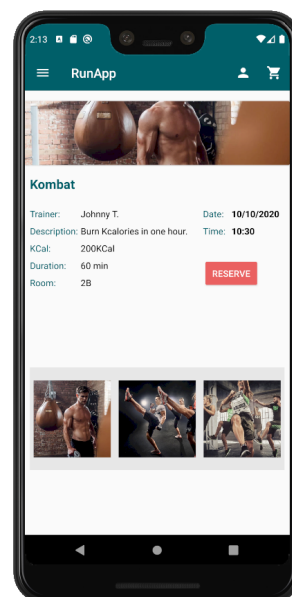 2:13
RunApp
Kombat
Trainer: Johnny T. Date: 10/10/2020
Description: Burn Kcalories in one hour. Time: 10:30
KCal: 200KCal
Duration: 60 min
RESERVE
Room: 2B